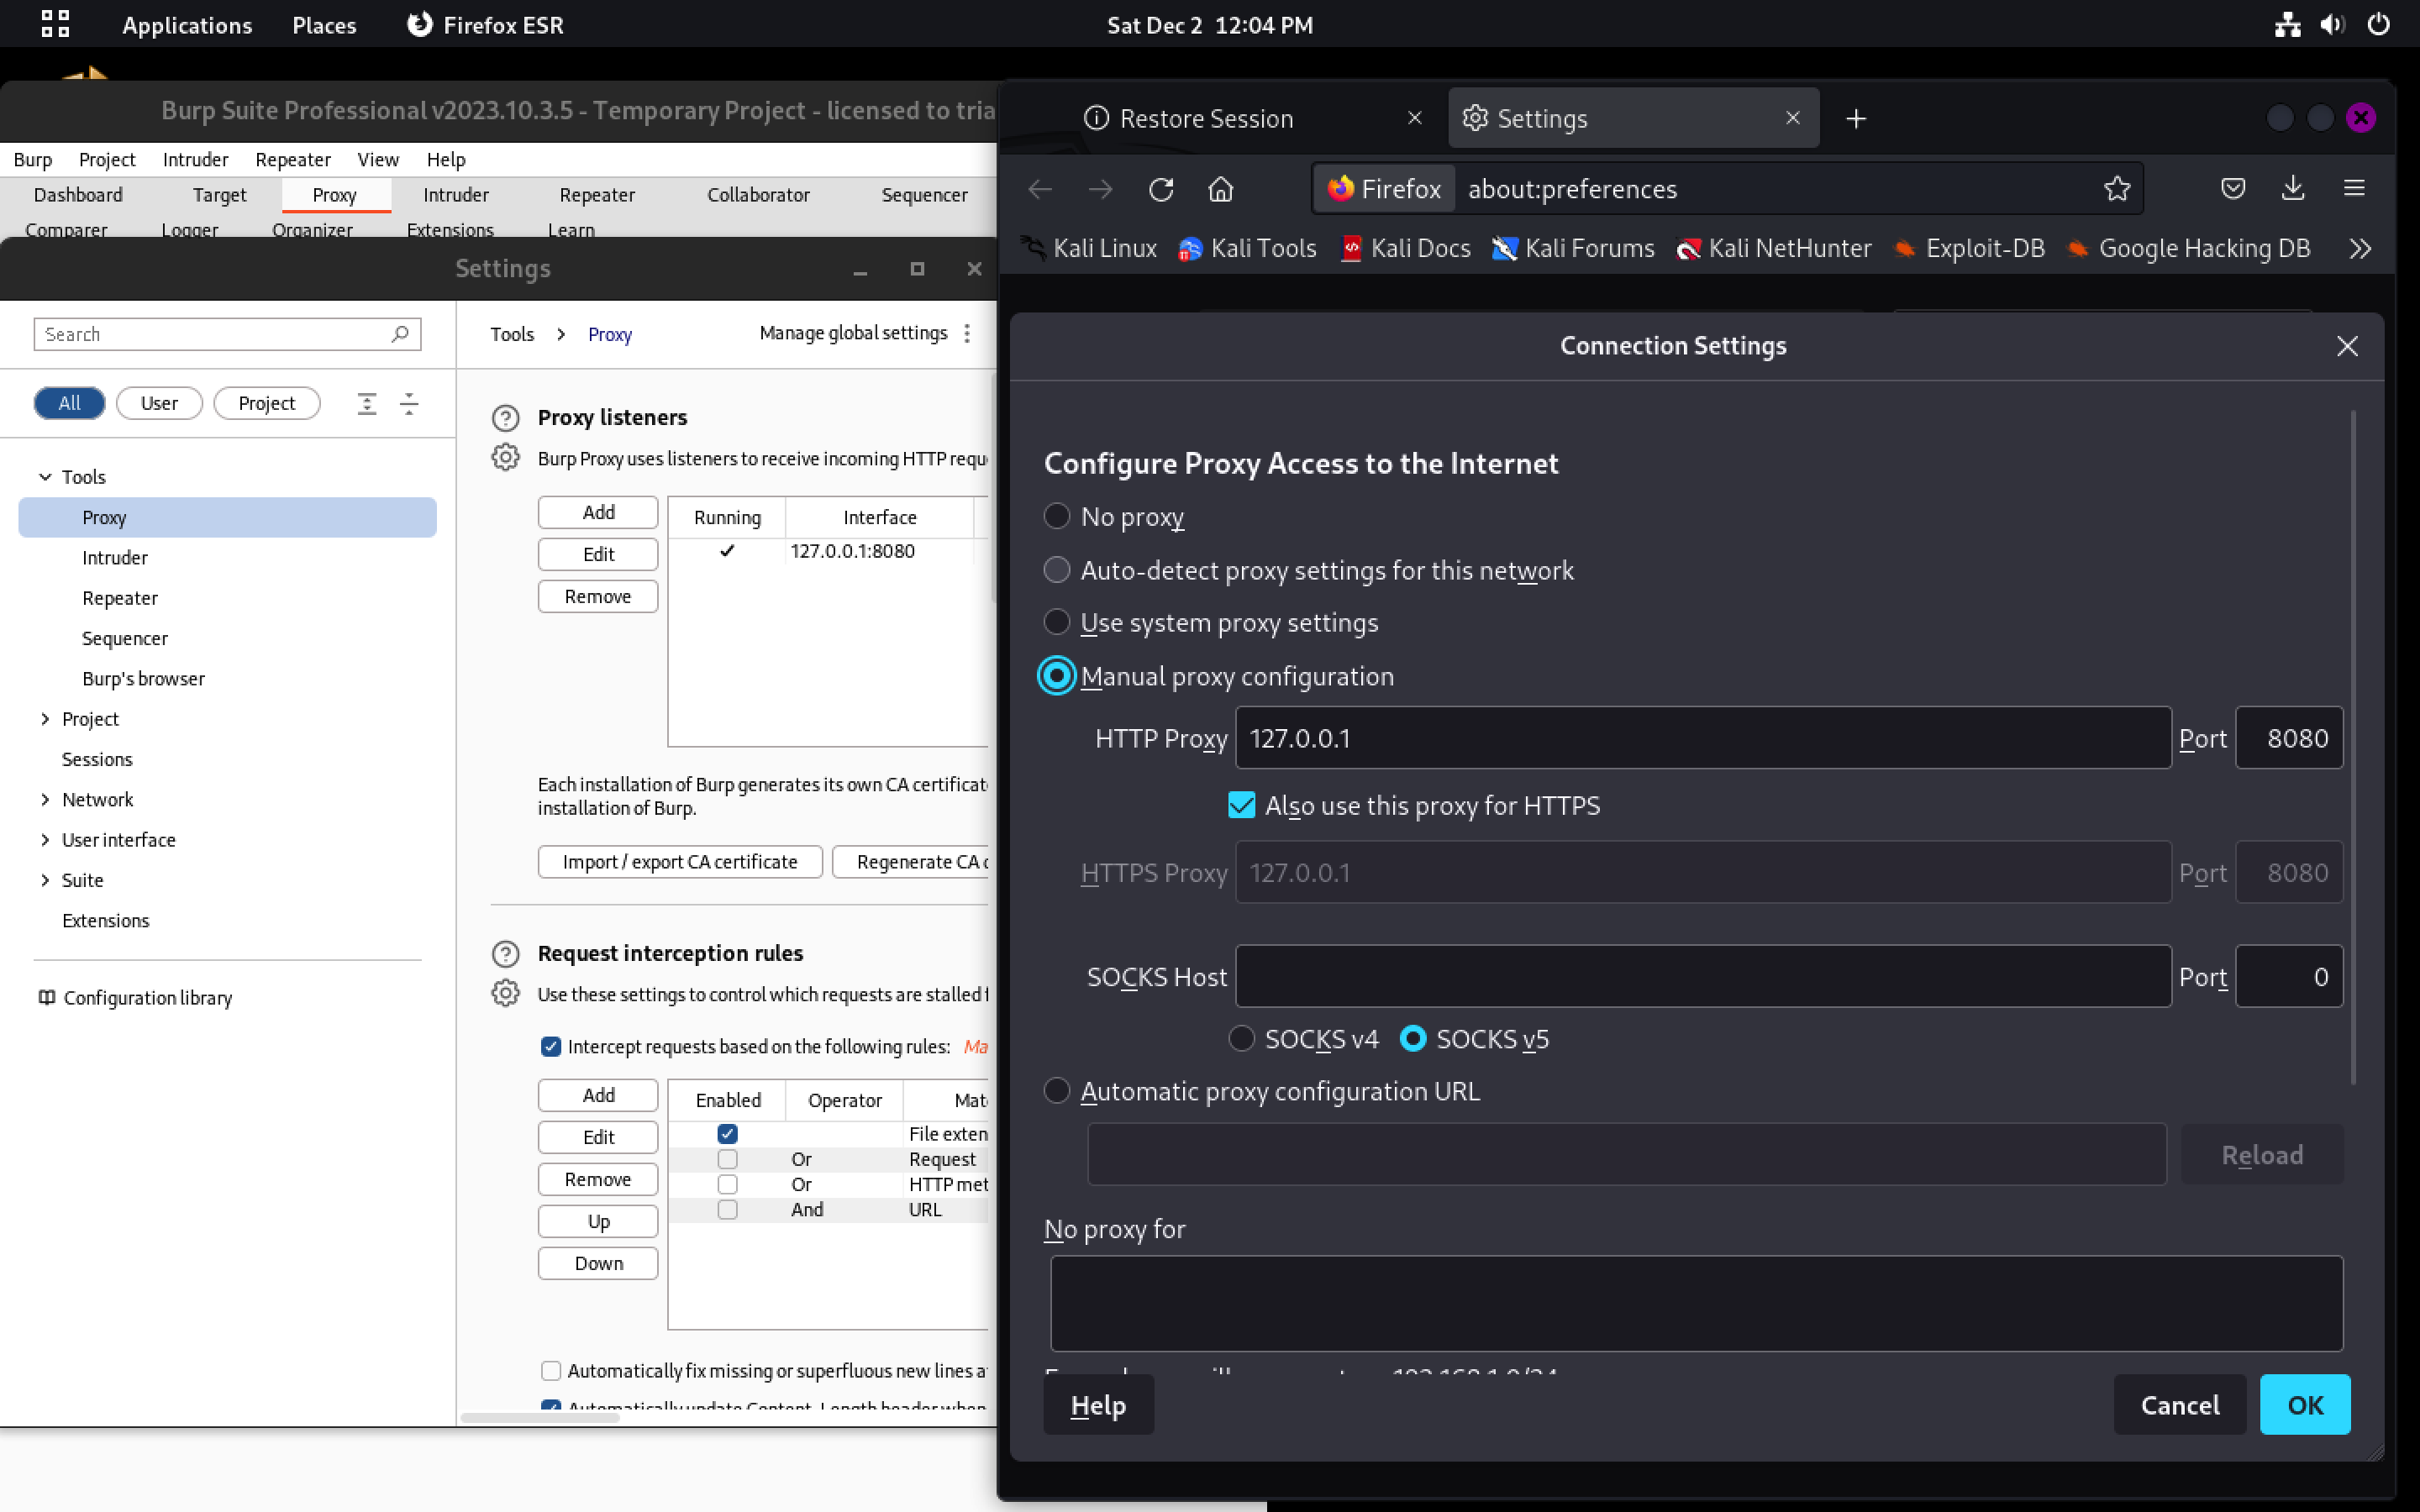 Applications Places Firefox ESR Sat Dec 2 12:04 PM
Burp Suite Professional v2023.10.3.5 - Temporary Project - licensed to tria
Burp Project Intruder Repeater View Help
Dashboard Target Proxy Intruder Repeater Collaborator Sequencer
Comparer Logger Organizer Extensions Learn
Settings
Search
All User Project
Tools
Proxy
Intruder
Repeater
Sequencer
Burp's browser
Project
Sessions
Network
User interface
Suite
Extensions
Configuration library
Tools > Proxy Manage global settings
Proxy listeners
Burp Proxy uses listeners to receive incoming HTTP requ
Add
Edit
Remove
Running Interface
127.0.0.1:8080
Each installation of Burp generates its own CA certificat
installation of Burp.
Import / export CA certificate Regenerate CA c
Request interception rules
Use these settings to control which requests are stalled f
Intercept requests based on the following rules: Ma
Add
Edit
Remove
Up
Down
Enabled Operator Mat
File exten
Or Request
Or HTTP met
And URL
Automatically fix missing or superfluous new lines a
Automatically update Content-Length header when
Restore Session Settings
Firefox about:preferences
Kali Linux Kali Tools Kali Docs Kali Forums Kali NetHunter Exploit-DB Google Hacking DB
Connection Settings
Configure Proxy Access to the Internet
No proxy
Auto-detect proxy settings for this network
Use system proxy settings
Manual proxy configuration
HTTP Proxy 127.0.0.1 Port 8080
Also use this proxy for HTTPS
HTTPS Proxy 127.0.0.1 Port 8080
SOCKS Host Port 0
SOCKS v4 SOCKS v5
Automatic proxy configuration URL
Reload
No proxy for
192.168.1.0/24
Help Cancel OK